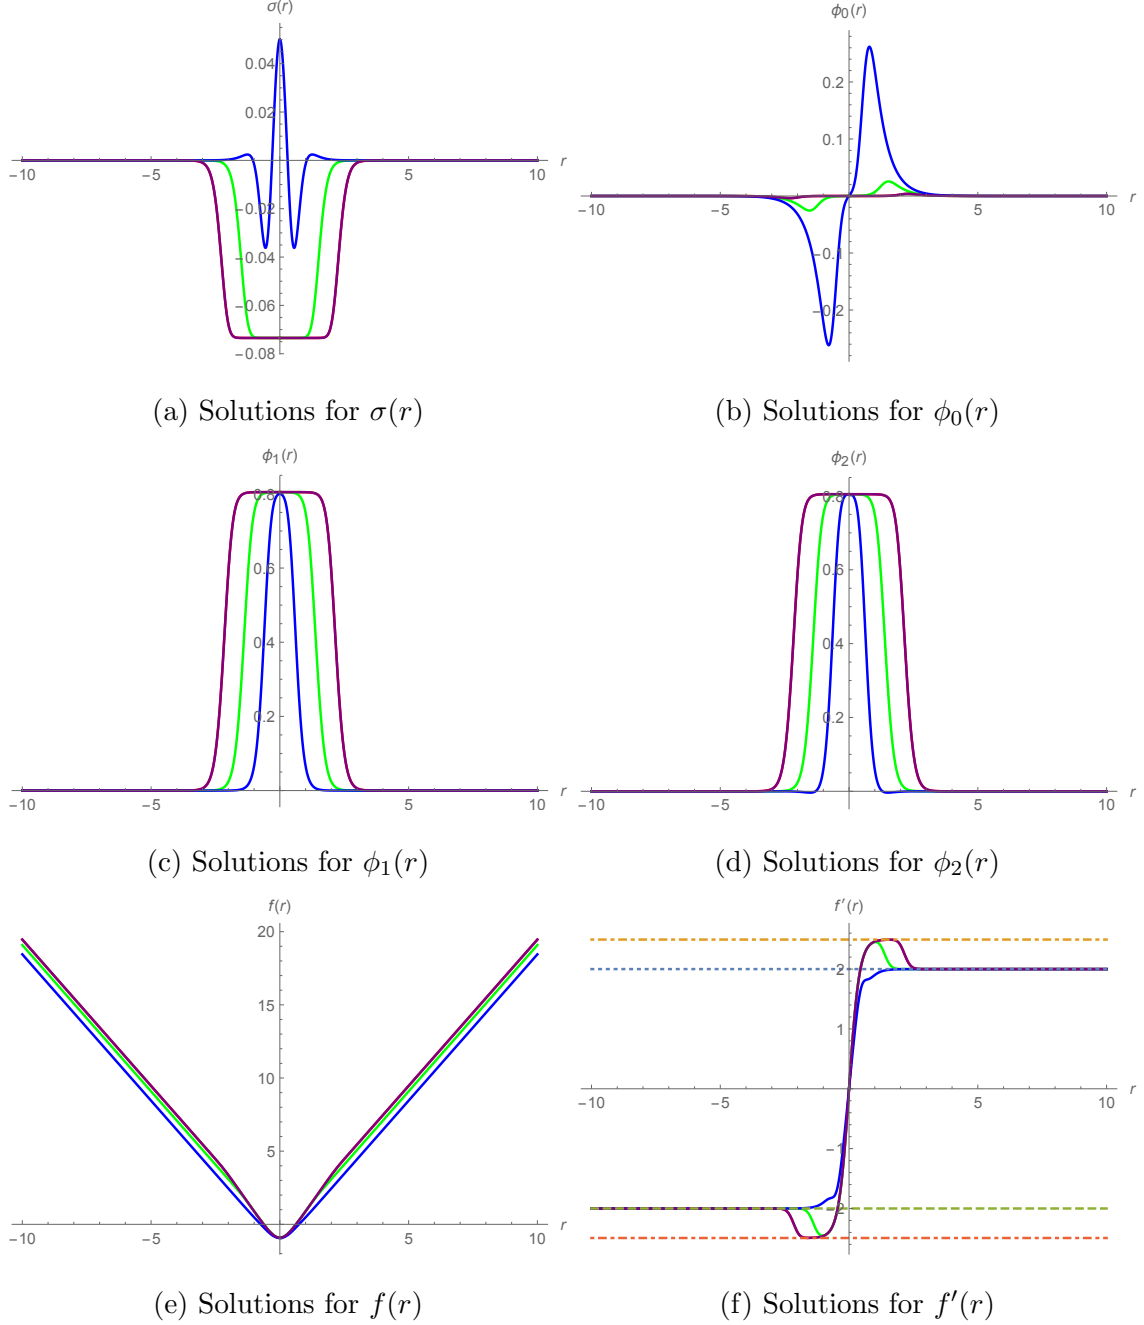 σ(r)
0.04
0.02
−10 −5 5 10 r
−0.02
−0.04
−0.06
−0.08
(a) Solutions for σ(r)
ϕ0(r)
0.2
0.1
−10 −5 5 10 r
−0.1
−0.2
(b) Solutions for ϕ0(r)
ϕ1(r)
0.8
0.6
0.4
0.2
−10 −5 5 10 r
(c) Solutions for ϕ1(r)
ϕ2(r)
0.8
0.6
0.4
0.2
−10 −5 5 10 r
(d) Solutions for ϕ2(r)
f(r)
20
15
10
5
−10 −5 5 10 r
(e) Solutions for f(r)
f′(r)
2
1
−10 −5 5 10 r
−1
−2
(f) Solutions for f′(r)